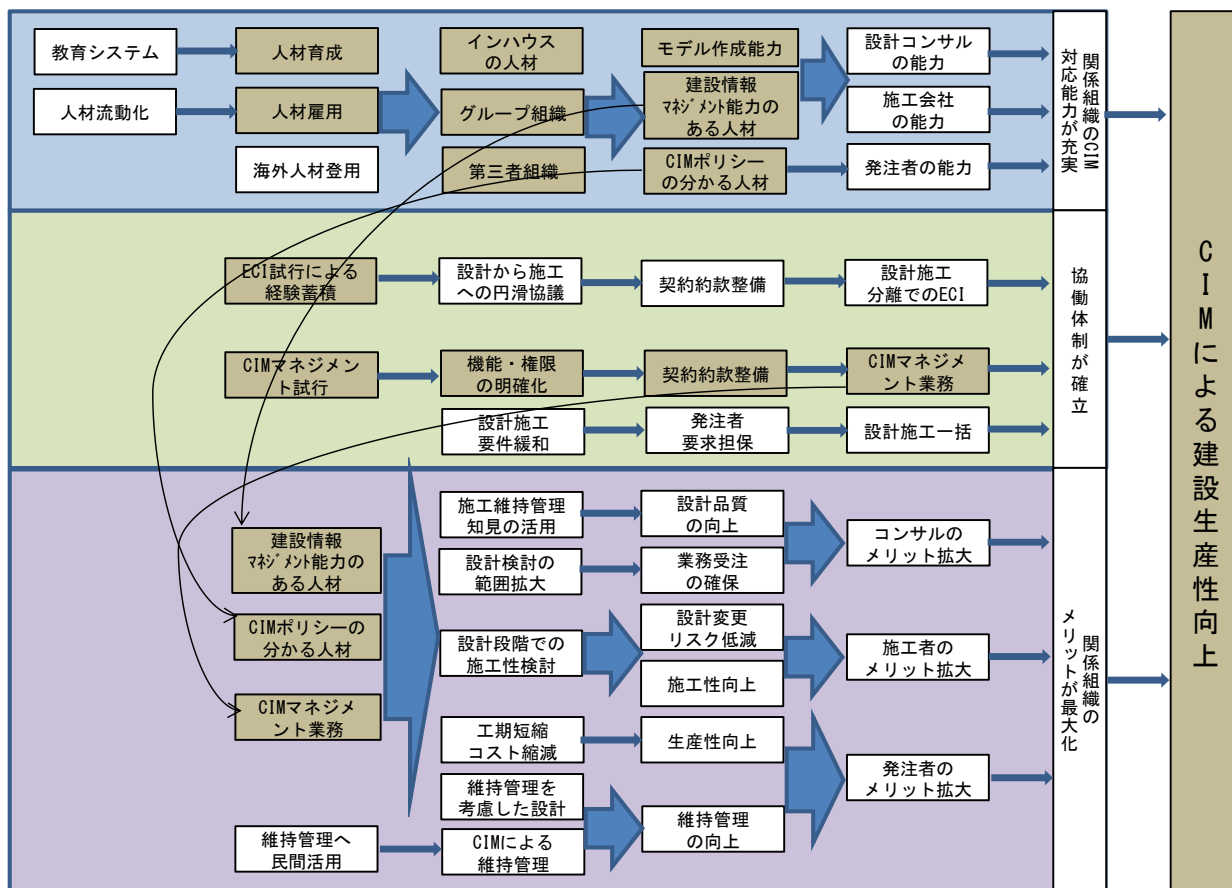 教育システム
人材育成
インハウス
の人材
モデル作成能力
設計コンサル
の能力
人材流動化
人材雇用
グループ組織
建設情報
マネジメント能力の
ある人材
施工会社
の能力
海外人材登用
第三者組織
CIMポリシー
の分かる人材
発注者の能力
関係組織のCIM
対応能力が充実
ECI試行による
経験蓄積
設計から施工
への円滑協議
契約約款整備
設計施工
分離でのECI
CIMマネジメ
ント試行
機能・権限
の明確化
契約約款整備
CIMマネジメ
ント業務
設計施工
要件緩和
発注者
要求担保
設計施工一括
協働体制が確立
建設情報
マネジメント能力の
ある人材
CIMポリシーの
分かる人材
CIMマネジメ
ント業務
施工維持管理
知見の活用
設計品質
の向上
設計検討の
範囲拡大
業務受注
の確保
コンサルの
メリット拡大
設計段階での
施工性検討
設計変更
リスク低減
施工性向上
施工者の
メリット拡大
工期短縮
コスト縮減
生産性向上
維持管理を
考慮した設計
維持管理へ
民間活用
CIMによる
維持管理
維持管理
の向上
発注者の
メリット拡大
関係組織の
メリットが最大化
CIMによる建設生産性向上